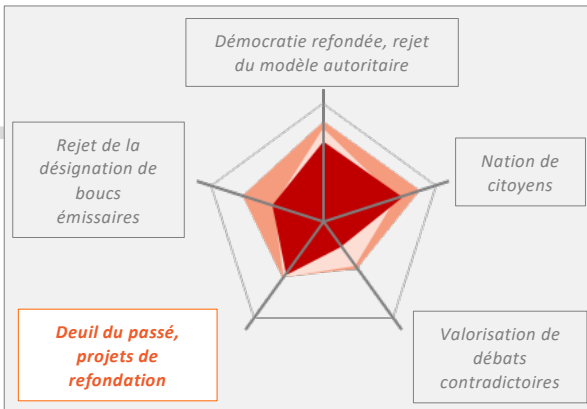 Démocratie refondée, rejet
du modèle autoritaire
Rejet de la
désignation de
boucs
émissaires
Nation de
citoyens
Deuil du passé,
projets de
refondation
Valorisation de
débats
contradictoires